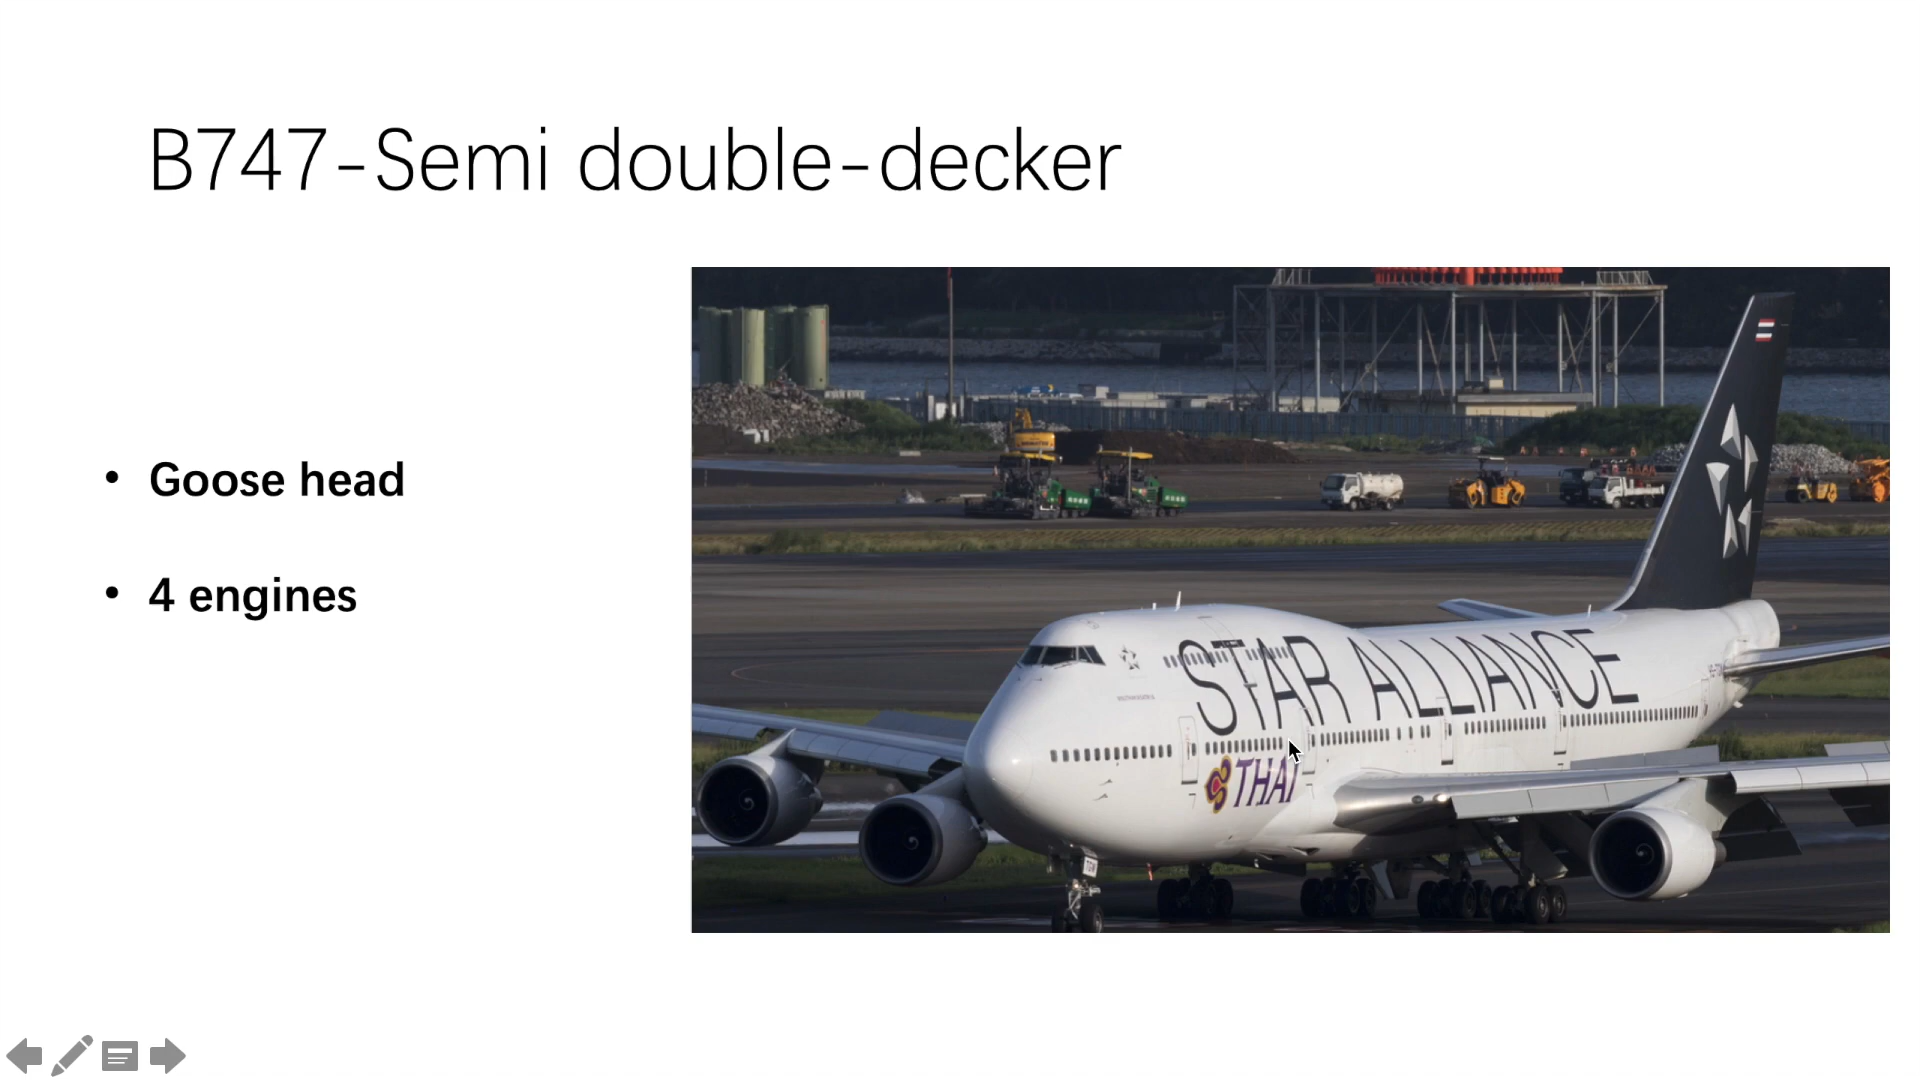 B747-Semi double-decker
• Goose head
• 4 engines
STAR ALLIANCE
THAI